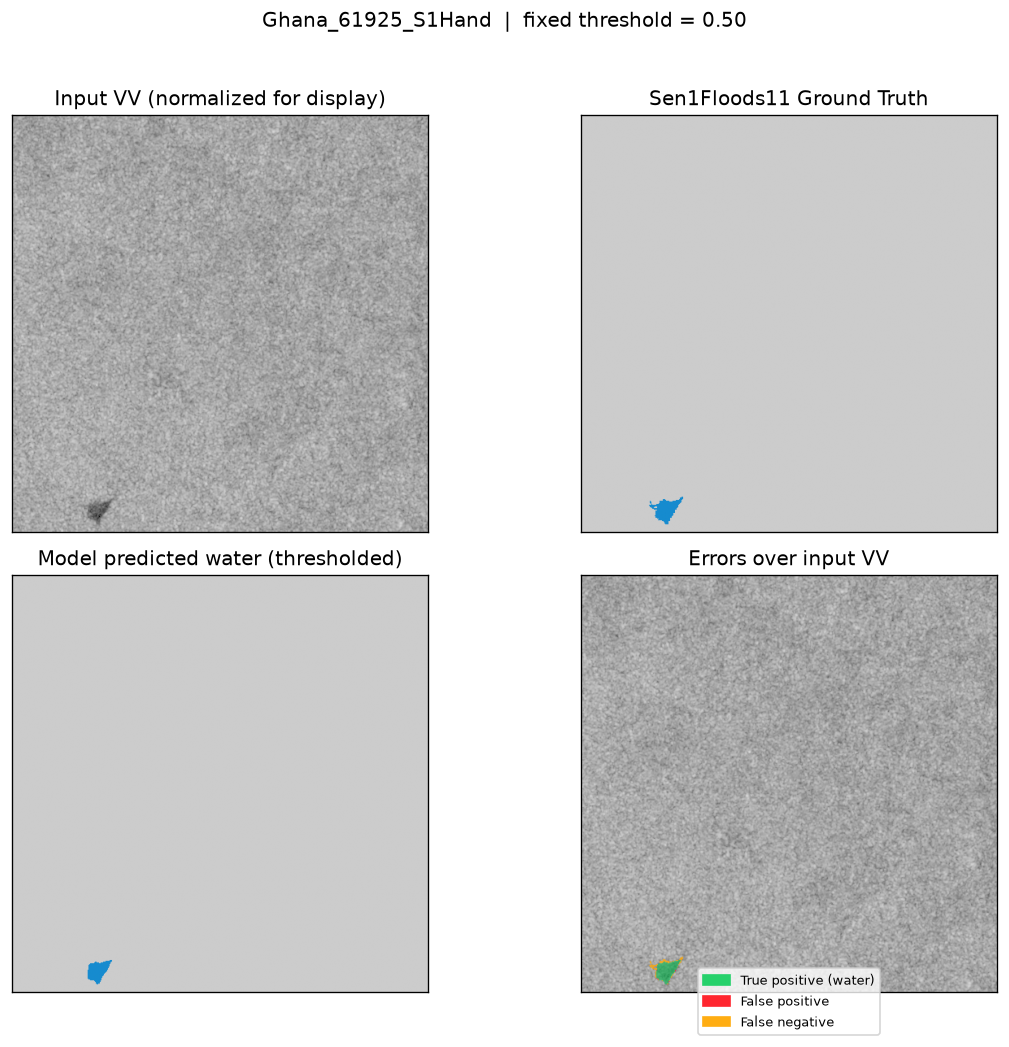 Ghana_61925_S1Hand  |  fixed threshold = 0.50
Input VV (normalized for display)
Sen1Floods11 Ground Truth
Model predicted water (thresholded)
Errors over input VV
True positive (water)
False positive
False negative